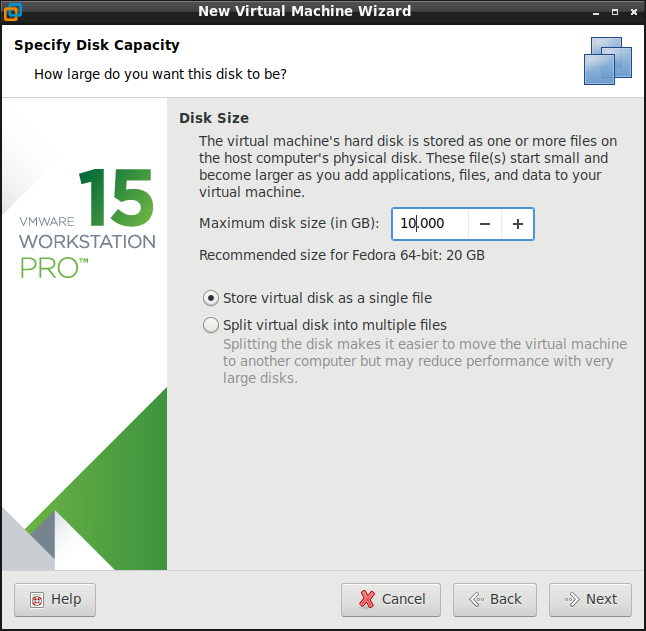 New Virtual Machine Wizard
Specify Disk Capacity
How large do you want this disk to be?
15
VMWARE
WORKSTATION
PRO™
Disk Size
The virtual machine's hard disk is stored as one or more files on
the host computer's physical disk. These file(s) start small and
become larger as you add applications, files, and data to your
virtual machine.
Maximum disk size (in GB): 10.000 − +
Recommended size for Fedora 64-bit: 20 GB
Store virtual disk as a single file
Split virtual disk into multiple files
Splitting the disk makes it easier to move the virtual machine
to another computer but may reduce performance with very
large disks.
Help Cancel Back Next